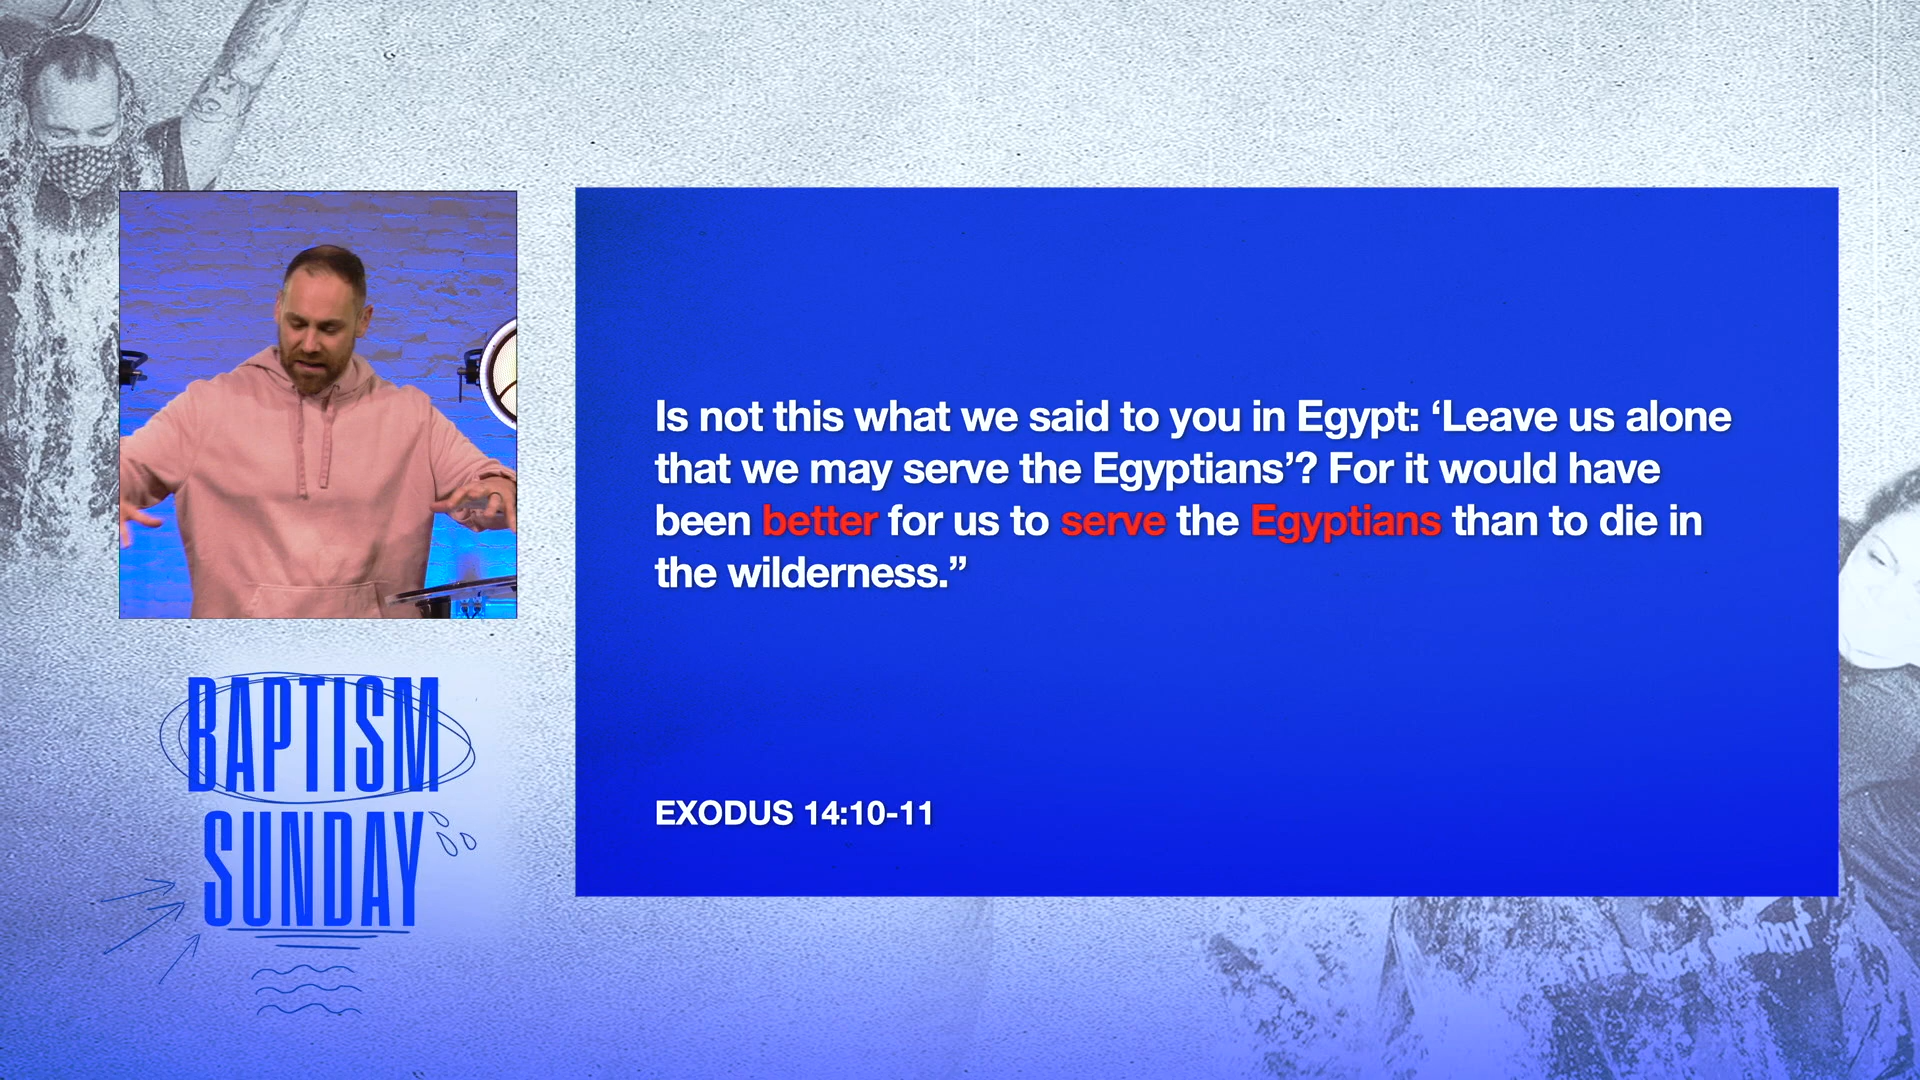 Is not this what we said to you in Egypt: ‘Leave us alone
that we may serve the Egyptians’? For it would have
been better for us to serve the Egyptians than to die in
the wilderness.”
EXODUS 14:10-11
BAPTISM
SUNDAY
CHURCH